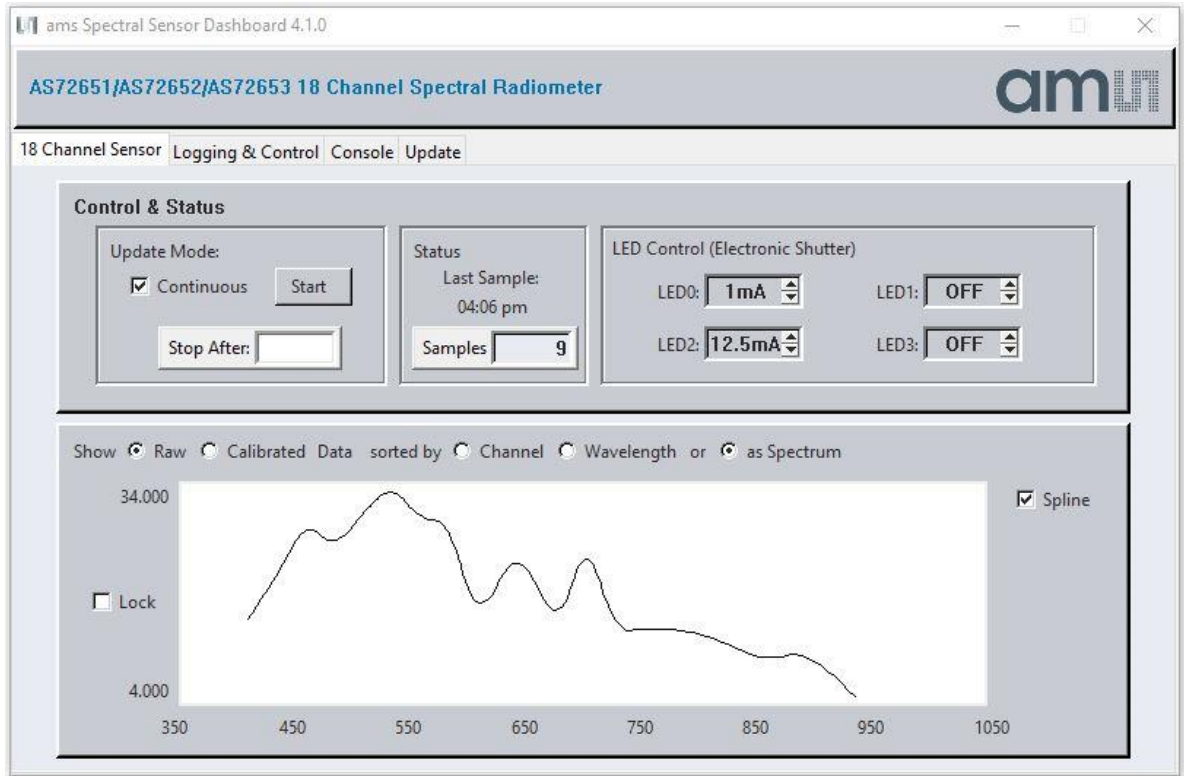 ams Spectral Sensor Dashboard 4.1.0
AS72651/AS72652/AS72653 18 Channel Spectral Radiometer
am
18 Channel Sensor Logging & Control Console Update
Control & Status
Update Mode:
Continuous Start
Stop After:
Status
Last Sample:
04:06 pm
Samples 9
LED Control (Electronic Shutter)
LED0: 1mA LED1: OFF
LED2: 12.5mA LED3: OFF
Show Raw Calibrated Data sorted by Channel Wavelength or as Spectrum
34.000
Spline
Lock
4.000
350 450 550 650 750 850 950 1050